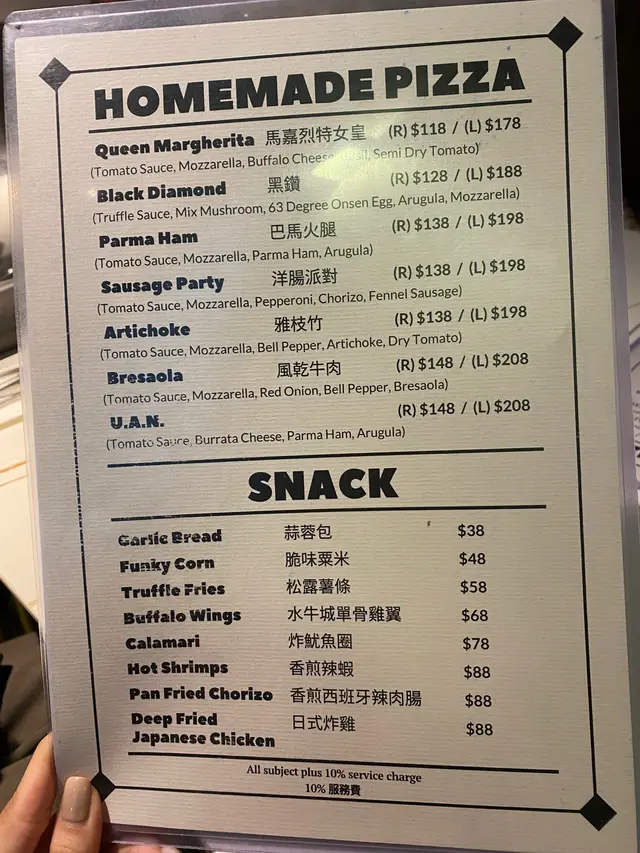 HOMEMADE PIZZA
Queen Margherita 馬嘉烈特女皇 (R) $118 / (L) $178
(Tomato Sauce, Mozzarella, Buffalo Cheese, Semi Dry Tomato)
Black Diamond 黑鑽 (R) $128 / (L) $188
(Truffle Sauce, Mix Mushroom, 63 Degree Onsen Egg, Arugula, Mozzarella)
Parma Ham 巴馬火腿 (R) $138 / (L) $198
(Tomato Sauce, Mozzarella, Parma Ham, Arugula)
Sausage Party 洋腸派對 (R) $138 / (L) $198
(Tomato Sauce, Mozzarella, Pepperoni, Chorizo, Fennel Sausage)
Artichoke 雅枝竹 (R) $138 / (L) $198
(Tomato Sauce, Mozzarella, Bell Pepper, Artichoke, Dry Tomato)
Bresaola 風乾牛肉 (R) $148 / (L) $208
(Tomato Sauce, Mozzarella, Red Onion, Bell Pepper, Bresaola)
U.A.N. (R) $148 / (L) $208
(Tomato Sauce, Burrata Cheese, Parma Ham, Arugula)
SNACK
Garlic Bread 蒜蓉包 $38
Funky Corn 脆味粟米 $48
Truffle Fries 松露薯條 $58
Buffalo Wings 水牛城單骨雞翼 $68
Calamari 炸魷魚圈 $78
Hot Shrimps 香煎辣蝦 $88
Pan Fried Chorizo 香煎西班牙辣肉腸 $88
Deep Fried 日式炸雞 $88
Japanese Chicken
All subject plus 10% service charge
10% 服務費